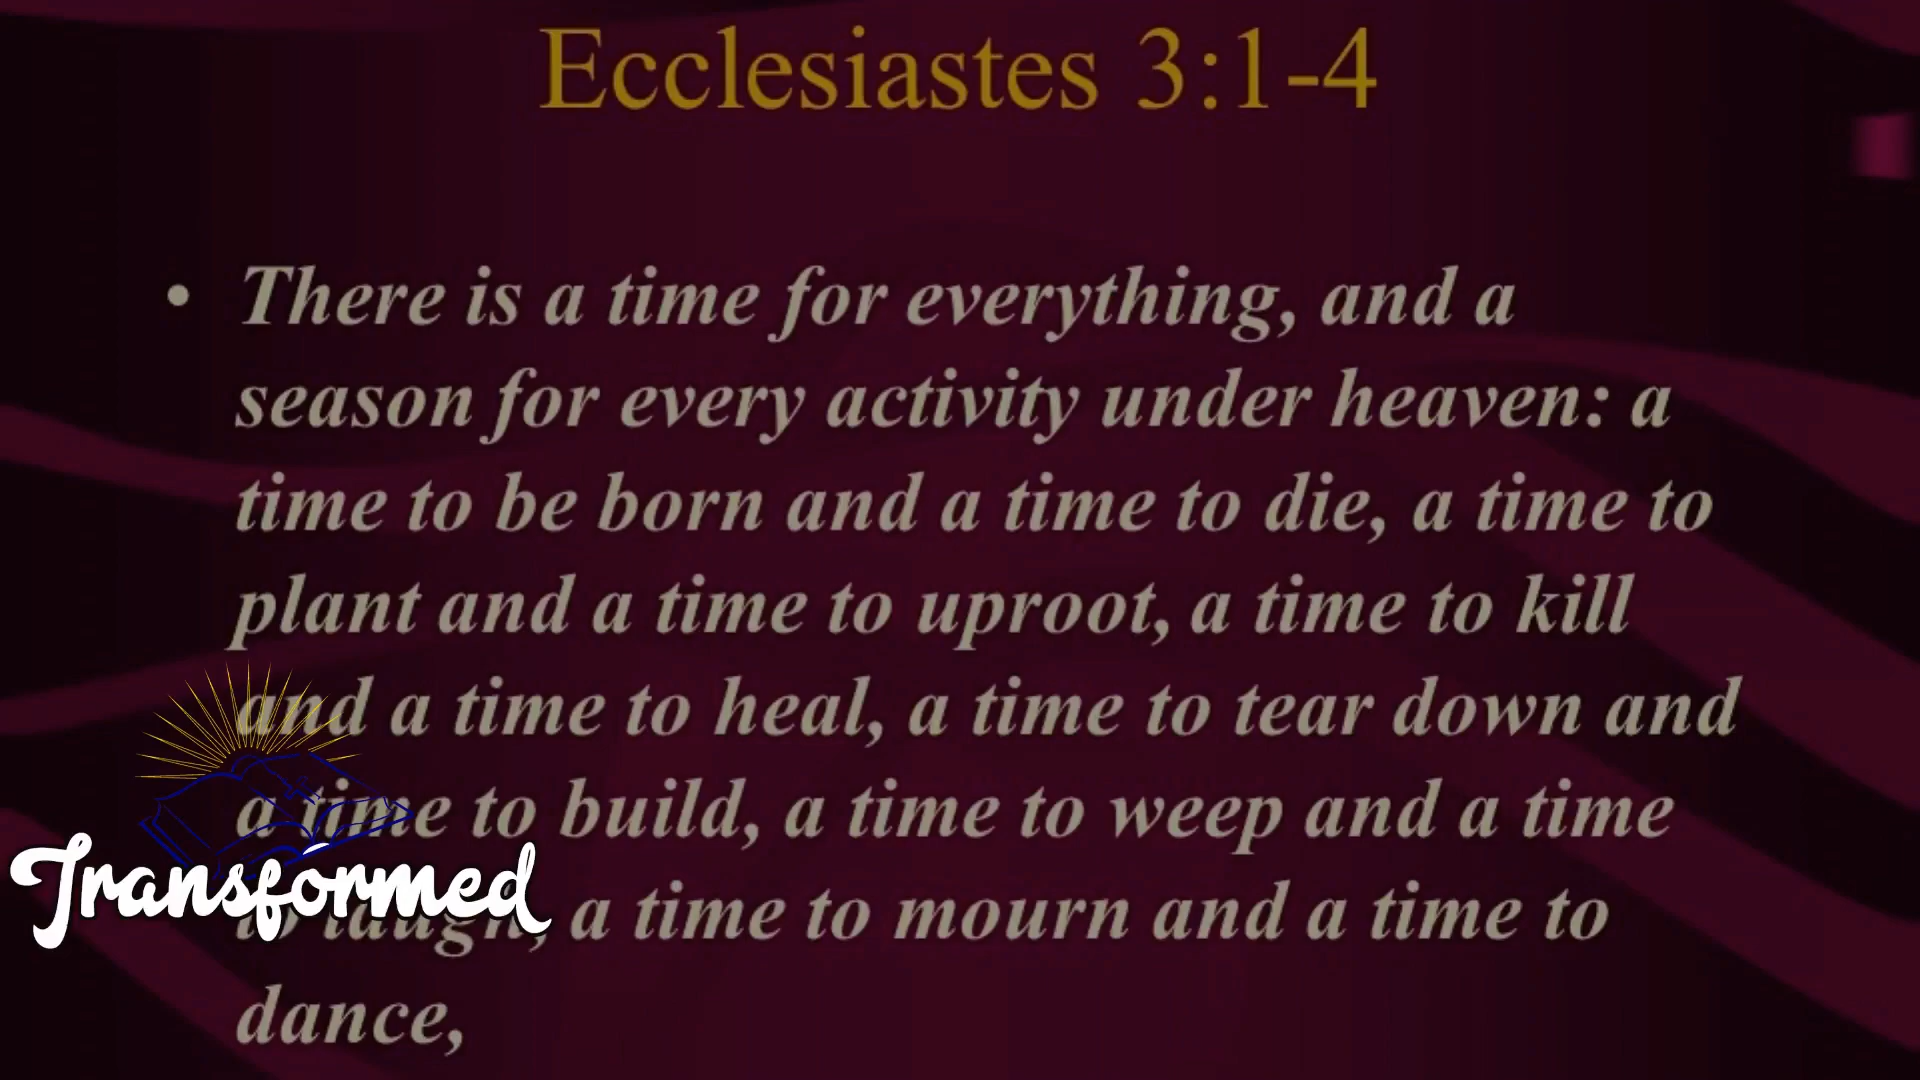 Ecclesiastes 3:1-4
• There is a time for everything, and a
season for every activity under heaven: a
time to be born and a time to die, a time to
plant and a time to uproot, a time to kill
and a time to heal, a time to tear down and
a time to build, a time to weep and a time
to laugh, a time to mourn and a time to
dance,
Transformed